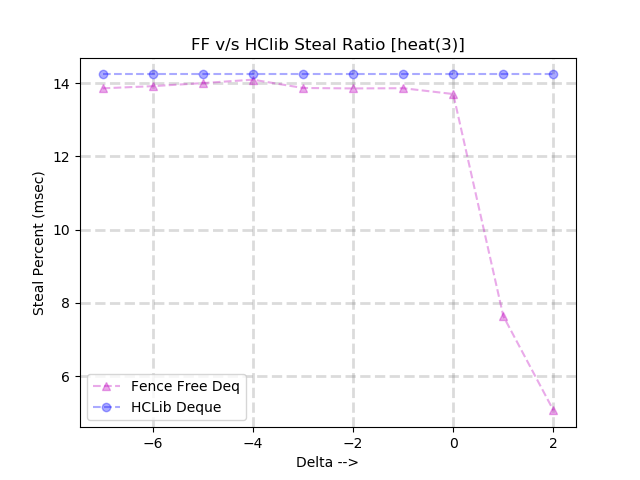 FF v/s HClib Steal Ratio [heat(3)]
Steal Percent (msec)
14
12
10
8
6
Fence Free Deq
HCLib Deque
−6
−4
−2
0
2
Delta -->